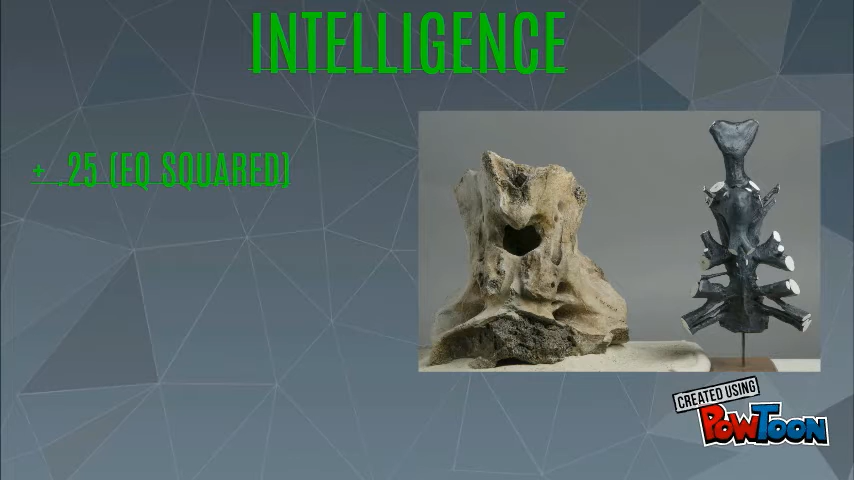 INTELLIGENCE
+ .25 (EQ SQUARED)
CREATED USING
POWTOON